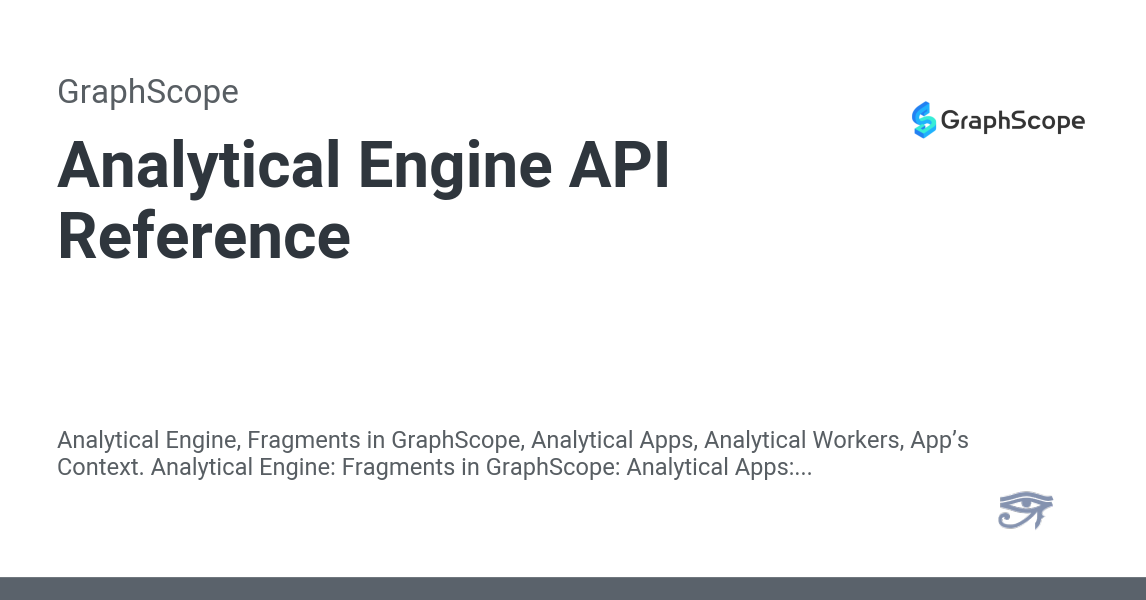 GraphScope
GraphScope
Analytical Engine API
Reference
Analytical Engine, Fragments in GraphScope, Analytical Apps, Analytical Workers, App’s
Context. Analytical Engine: Fragments in GraphScope: Analytical Apps:...